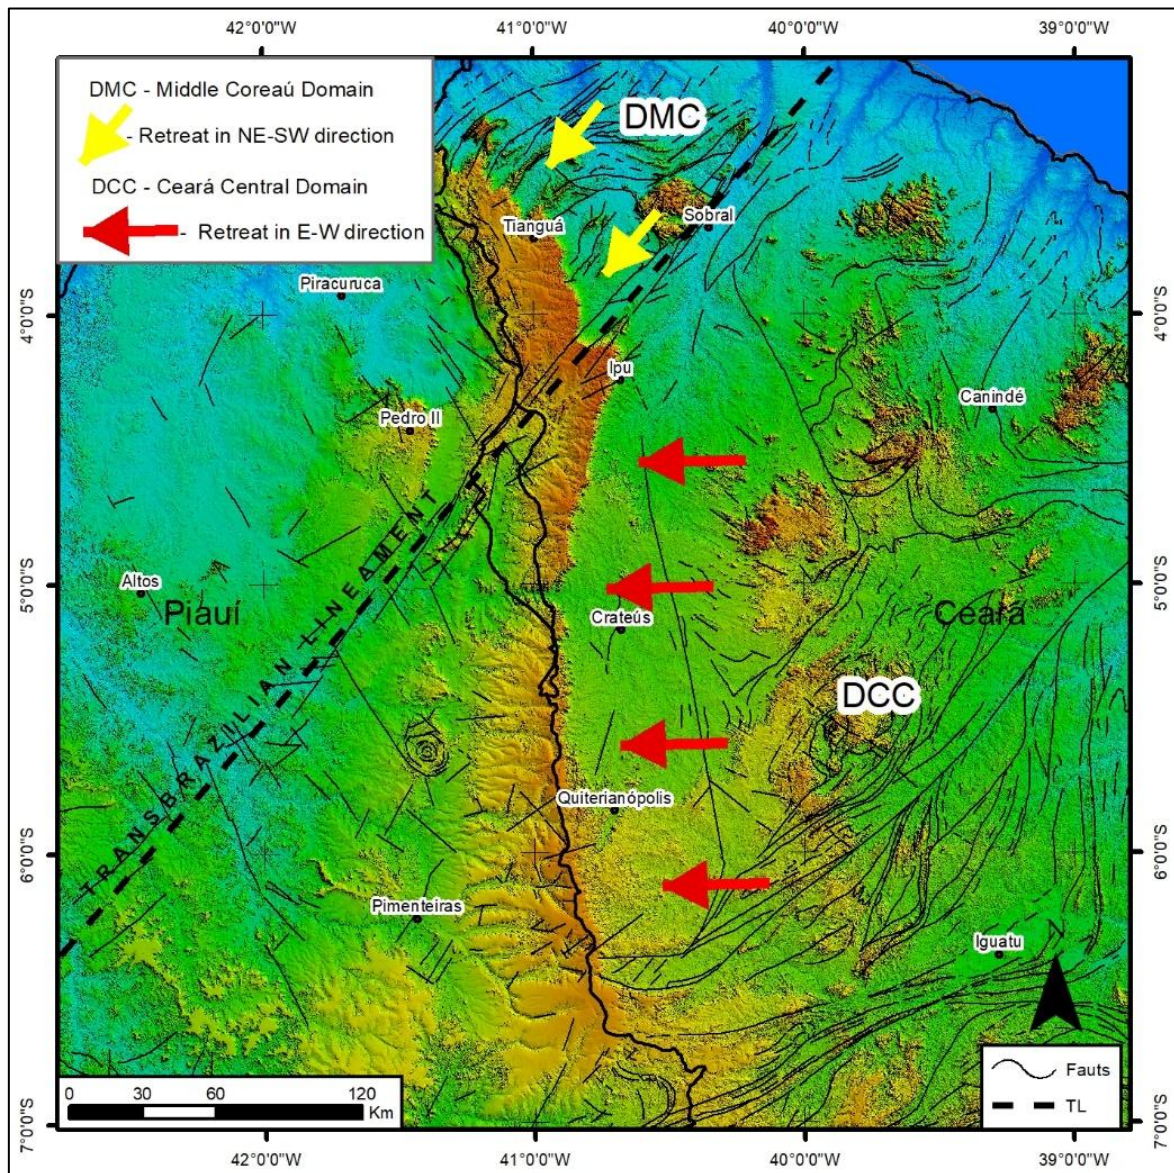 42°0'0"W
41°0'0"W
40°0'0"W
39°0'0"W
DMC - Middle Coreaú Domain
- Retreat in NE-SW direction
DCC - Ceará Central Domain
- Retreat in E-W direction
DMC
Sobral
Tianguá
Piracuruca
4°0'0"S
4°0'0"S
Ipu
Canindé
Pedro II
5°0'0"S
5°0'0"S
Altos
Piauí
Ceará
Crateús
TRANSBRAZILIAN LINEAMENT
DCC
Quiterianópolis
6°0'0"S
6°0'0"S
Pimenteiras
Iguatu
0 30 60 120
Km
Fauts
TL
7°0'0"S
7°0'0"S
42°0'0"W
41°0'0"W
40°0'0"W
39°0'0"W